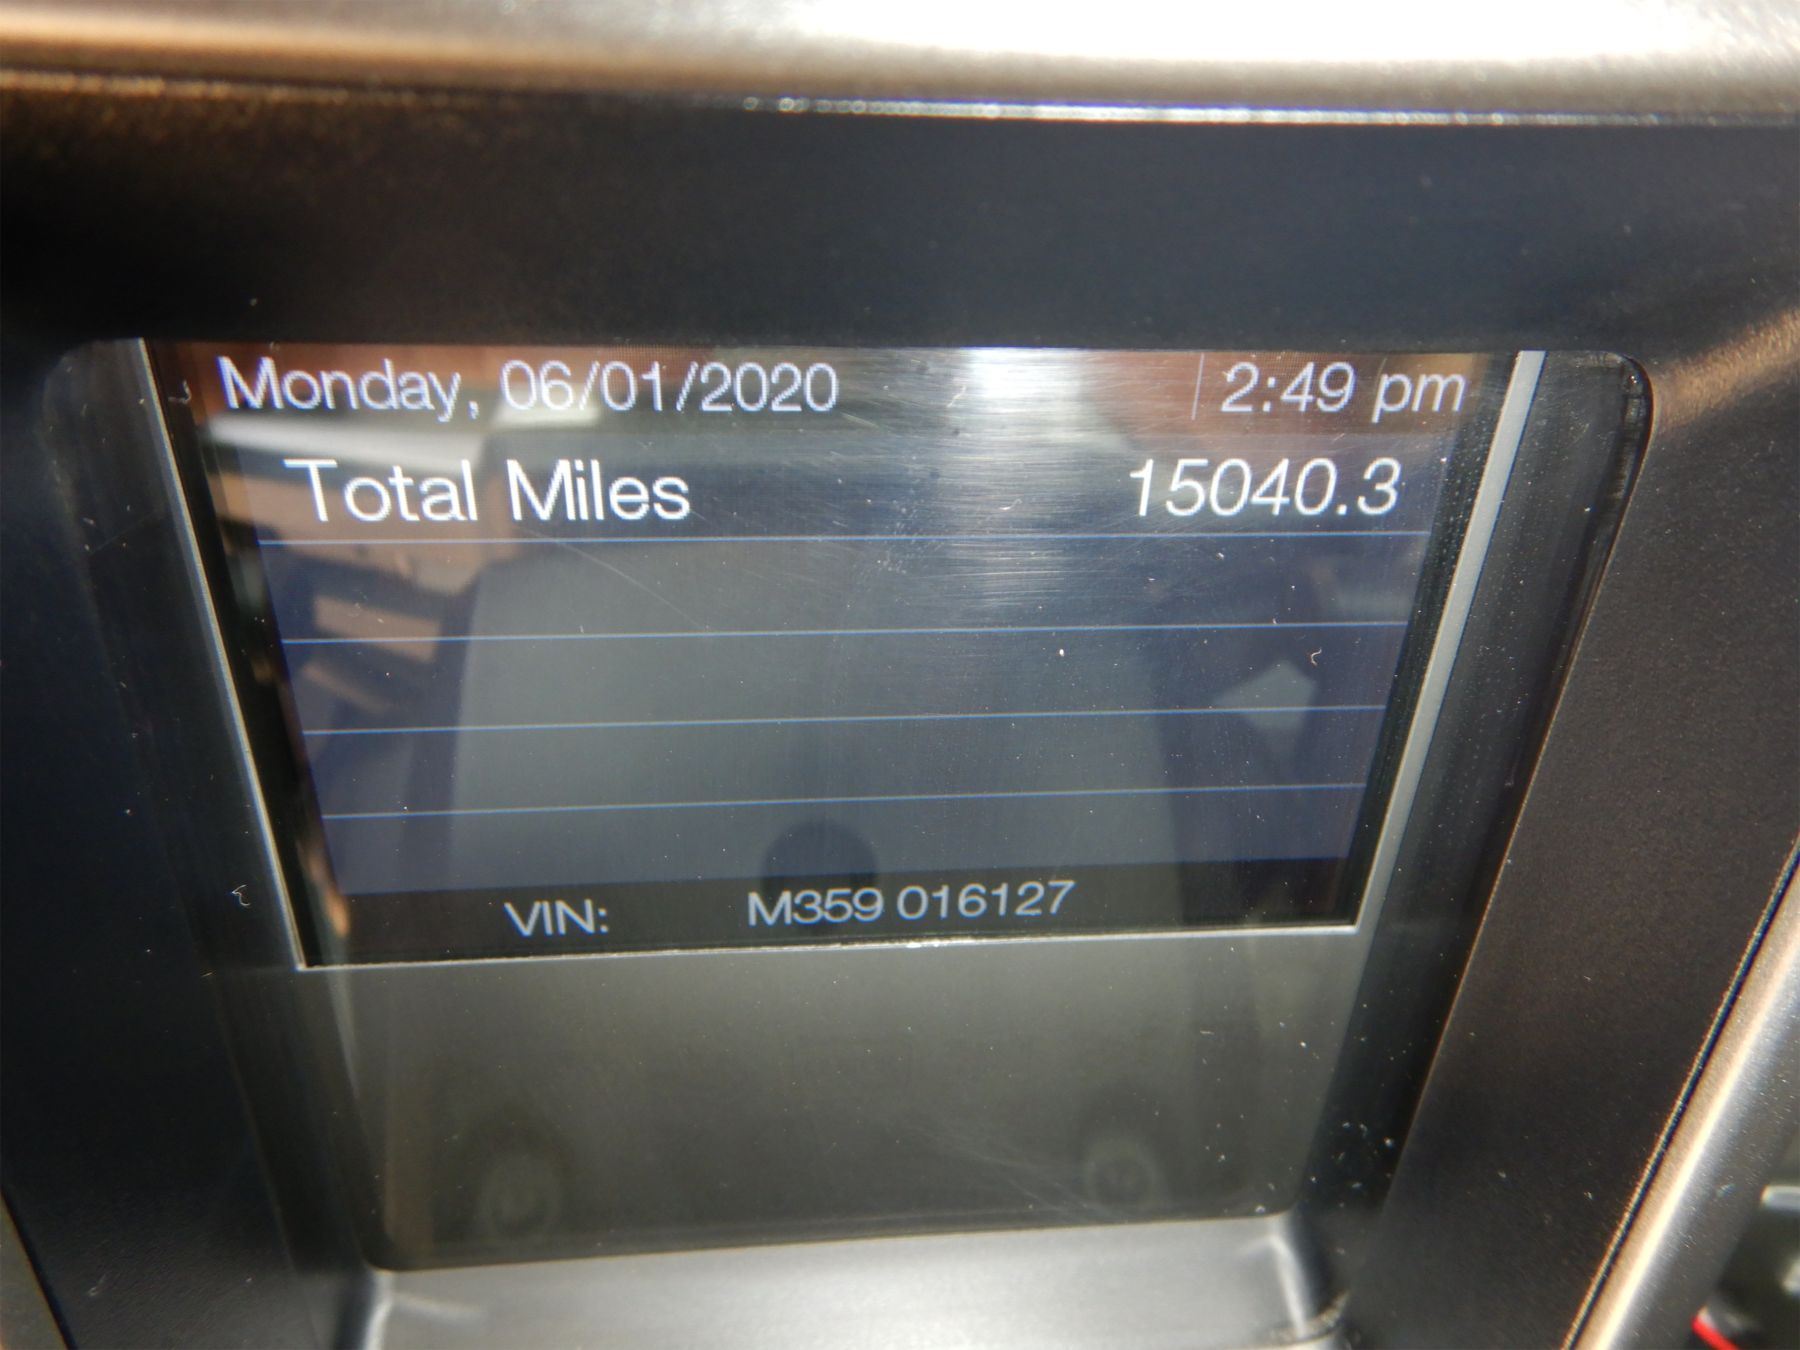 Monday, 06/01/2020 2:49 pm
Total Miles 15040.3
VIN: M359 016127